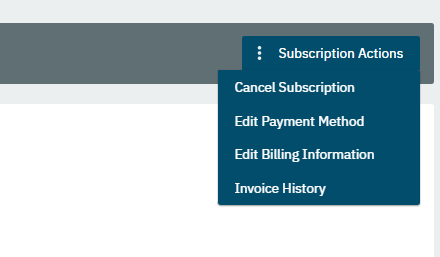 Subscription Actions
Cancel Subscription
Edit Payment Method
Edit Billing Information
Invoice History